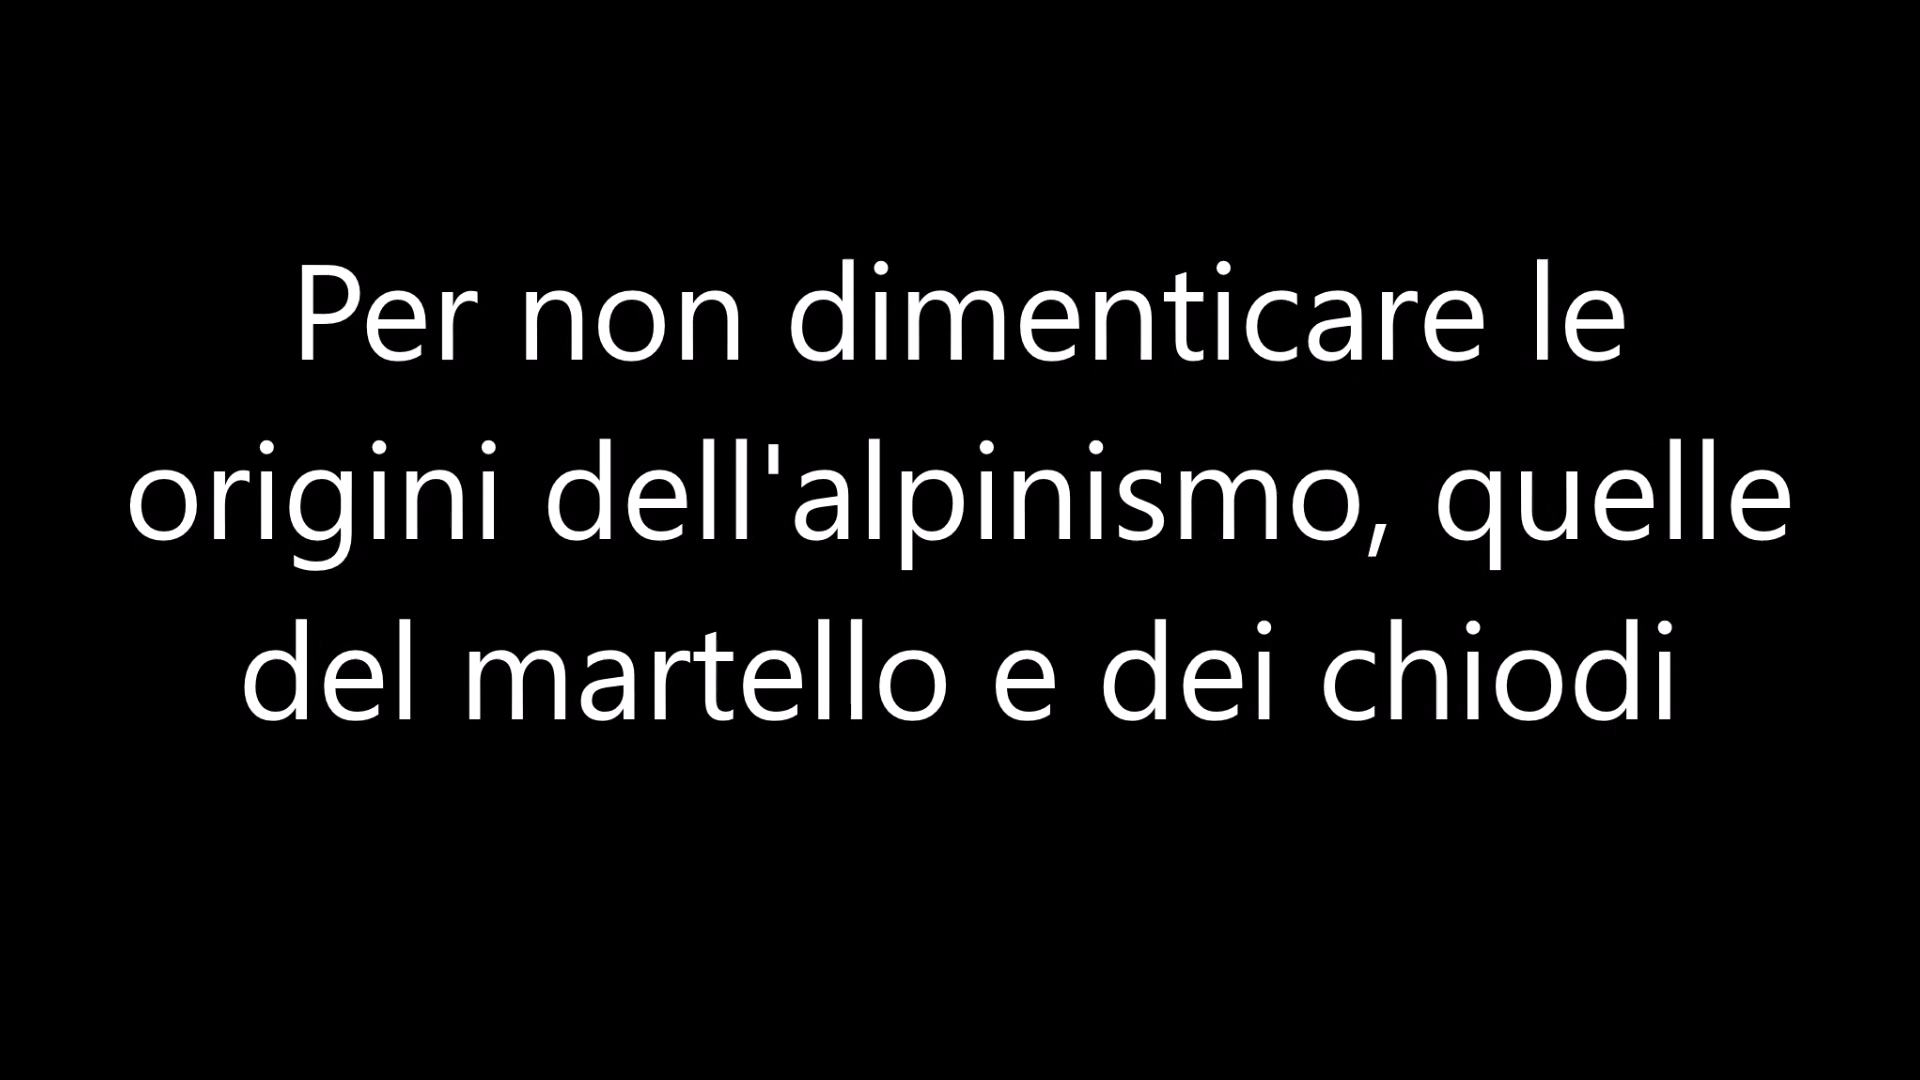 Per non dimenticare le
origini dell'alpinismo, quelle
del martello e dei chiodi